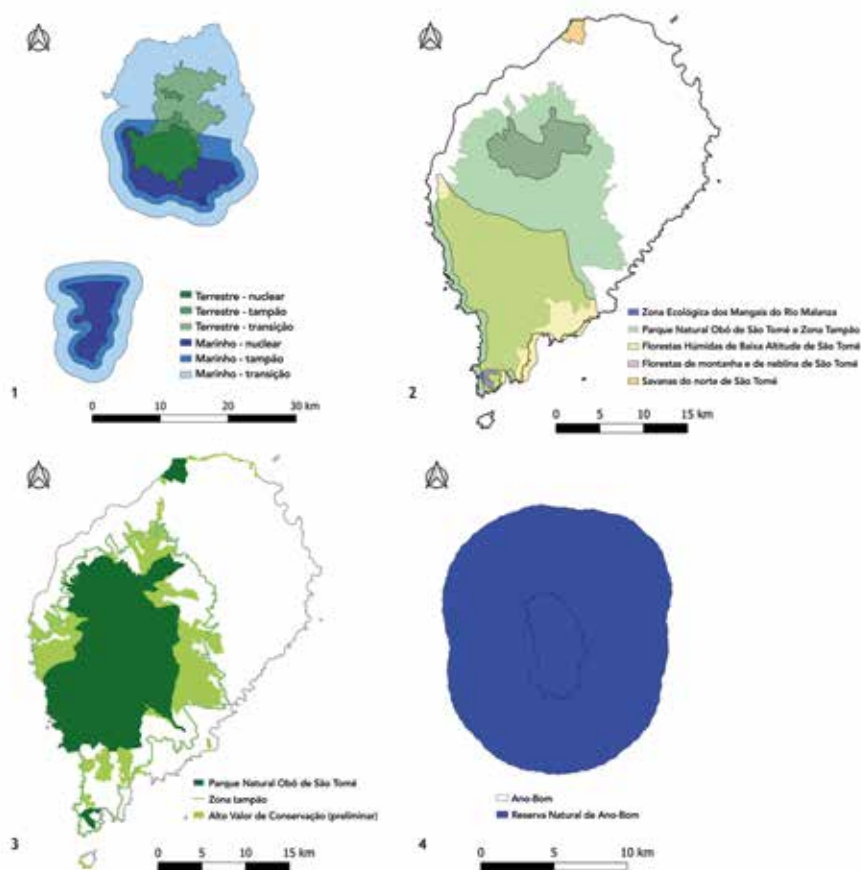 Terrestre - nuclear
Terrestre - tampão
Terrestre - transição
Marinho - nuclear
Marinho - tampão
Marinho - transição
1
0 10 20 30 km
Zona Ecológica dos Mangais do Rio Malanza
Parque Natural Obô de São Tomé e Zona Tampão
Florestas Húmidas de Baixa Altitude de São Tomé
Florestas de montanha e de neblina de São Tomé
Savanas do norte de São Tomé
2
0 5 10 15 km
Parque Natural Obô de São Tomé
Zona tampão
Alto Valor de Conservação (preliminar)
3
0 5 10 15 km
Ano-Bom
Reserva Natural de Ano-Bom
4
0 5 10 km